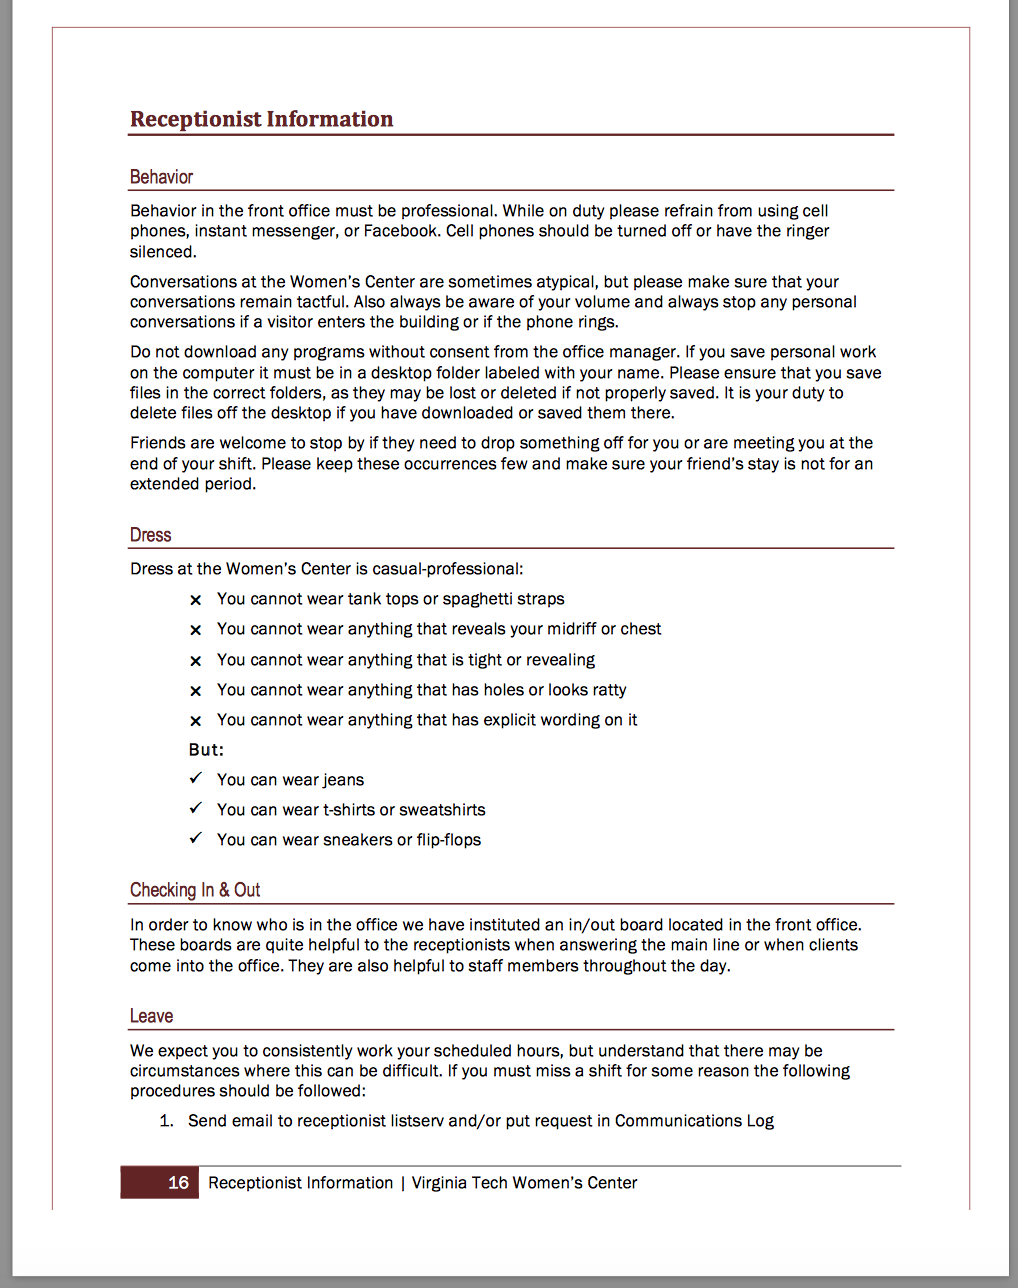 Receptionist Information
Behavior
Behavior in the front office must be professional. While on duty please refrain from using cell
phones, instant messenger, or Facebook. Cell phones should be turned off or have the ringer
silenced.
Conversations at the Women’s Center are sometimes atypical, but please make sure that your
conversations remain tactful. Also always be aware of your volume and always stop any personal
conversations if a visitor enters the building or if the phone rings.
Do not download any programs without consent from the office manager. If you save personal work
on the computer it must be in a desktop folder labeled with your name. Please ensure that you save
files in the correct folders, as they may be lost or deleted if not properly saved. It is your duty to
delete files off the desktop if you have downloaded or saved them there.
Friends are welcome to stop by if they need to drop something off for you or are meeting you at the
end of your shift. Please keep these occurrences few and make sure your friend’s stay is not for an
extended period.
Dress
Dress at the Women’s Center is casual-professional:
✕ You cannot wear tank tops or spaghetti straps
✕ You cannot wear anything that reveals your midriff or chest
✕ You cannot wear anything that is tight or revealing
✕ You cannot wear anything that has holes or looks ratty
✕ You cannot wear anything that has explicit wording on it
But:
✓ You can wear jeans
✓ You can wear t-shirts or sweatshirts
✓ You can wear sneakers or flip-flops
Checking In & Out
In order to know who is in the office we have instituted an in/out board located in the front office.
These boards are quite helpful to the receptionists when answering the main line or when clients
come into the office. They are also helpful to staff members throughout the day.
Leave
We expect you to consistently work your scheduled hours, but understand that there may be
circumstances where this can be difficult. If you must miss a shift for some reason the following
procedures should be followed:
1. Send email to receptionist listserv and/or put request in Communications Log
16 Receptionist Information | Virginia Tech Women’s Center